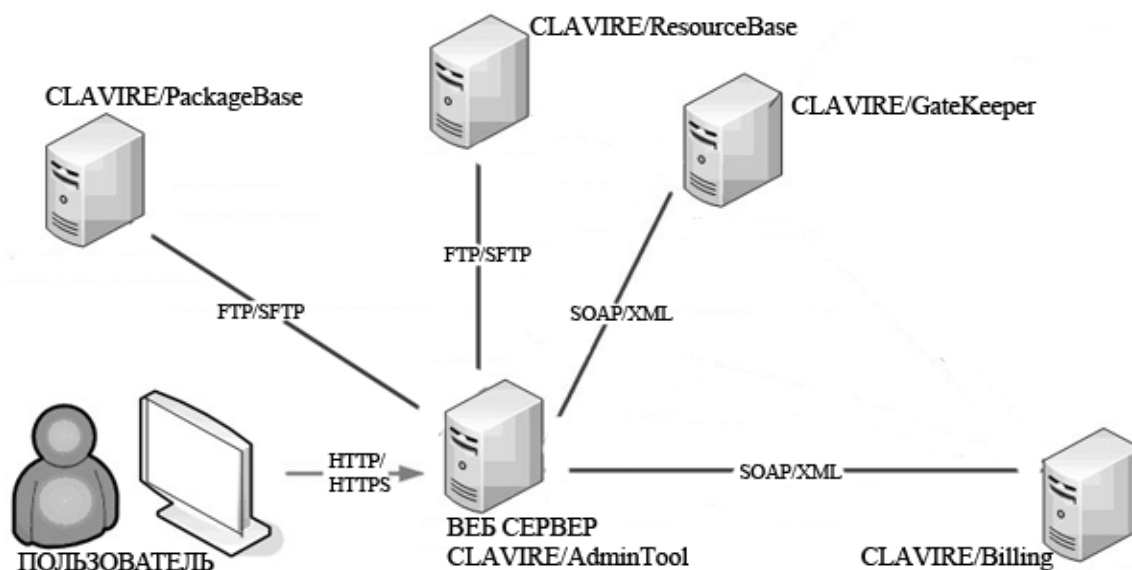 CLAVIRE/ResourceBase
CLAVIRE/PackageBase
CLAVIRE/GateKeeper
FTP/SFTP
FTP/SFTP
SOAP/XML
HTTP/
HTTPS
SOAP/XML
ПОЛЬЗОВАТЕЛЬ
ВЕБ СЕРВЕР
CLAVIRE/AdminTool
CLAVIRE/Billing